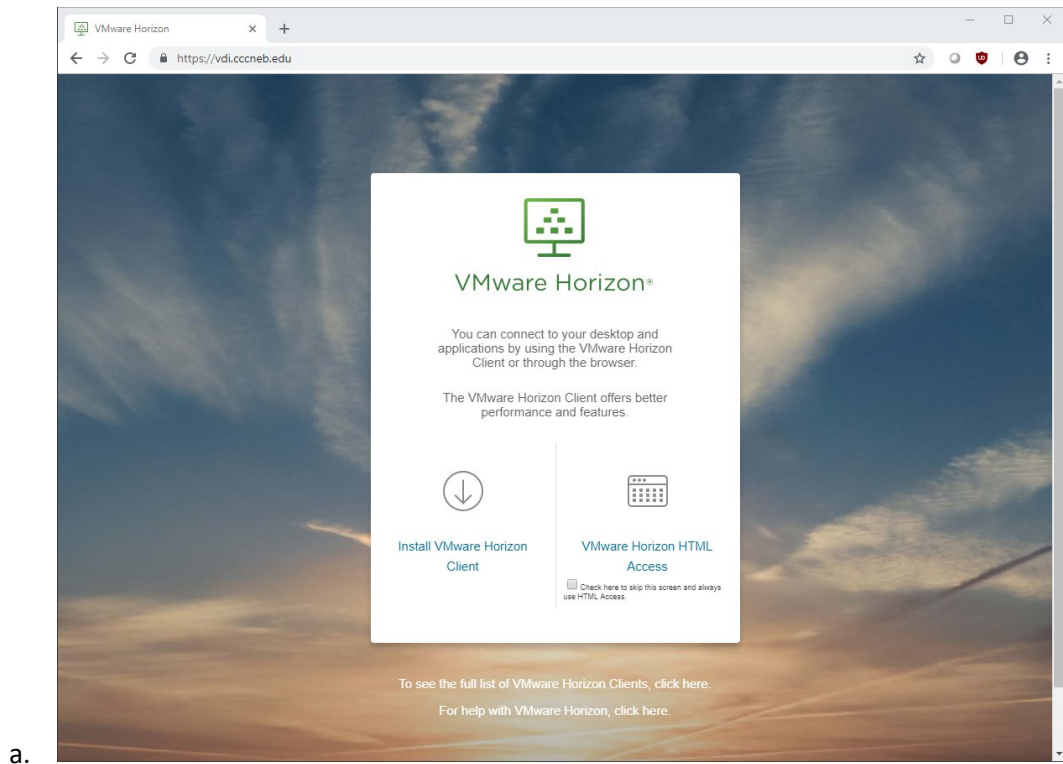 VMware Horizon
https://vdi.cccneb.edu
VMware Horizon®
You can connect to your desktop and
applications by using the VMware Horizon
Client or through the browser.
The VMware Horizon Client offers better
performance and features.
Install VMware Horizon
Client
VMware Horizon HTML
Access
Check here to skip this screen and always
use HTML Access.
To see the full list of VMware Horizon Clients, click here.
For help with VMware Horizon, click here.
a.